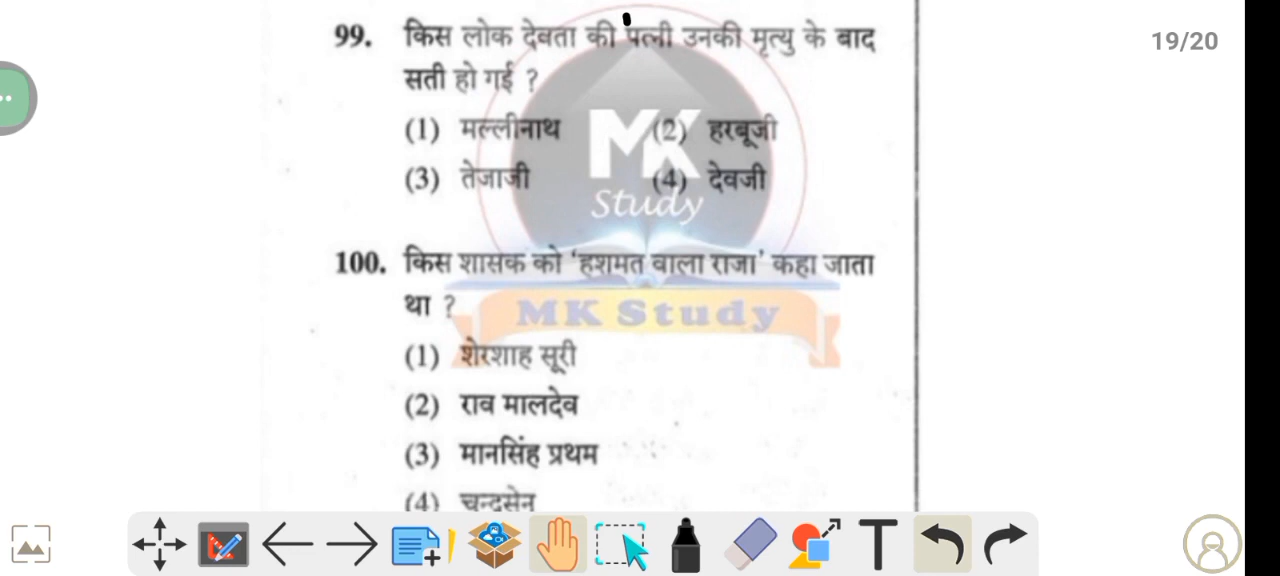 19/20
99. किस लोक देवता की पत्नी उनकी मृत्यु के बाद
सती हो गई ?
(1) मल्लीनाथ (2) हरबूजी
(3) तेजाजी (4) देवजी
MK
Study
100. किस शासक को 'हशमत वाला राजा' कहा जाता
था ?
MK Study
(1) शेरशाह सूरी
(2) राव मालदेव
(3) मानसिंह प्रथम
(4) चन्द्रसेन
T